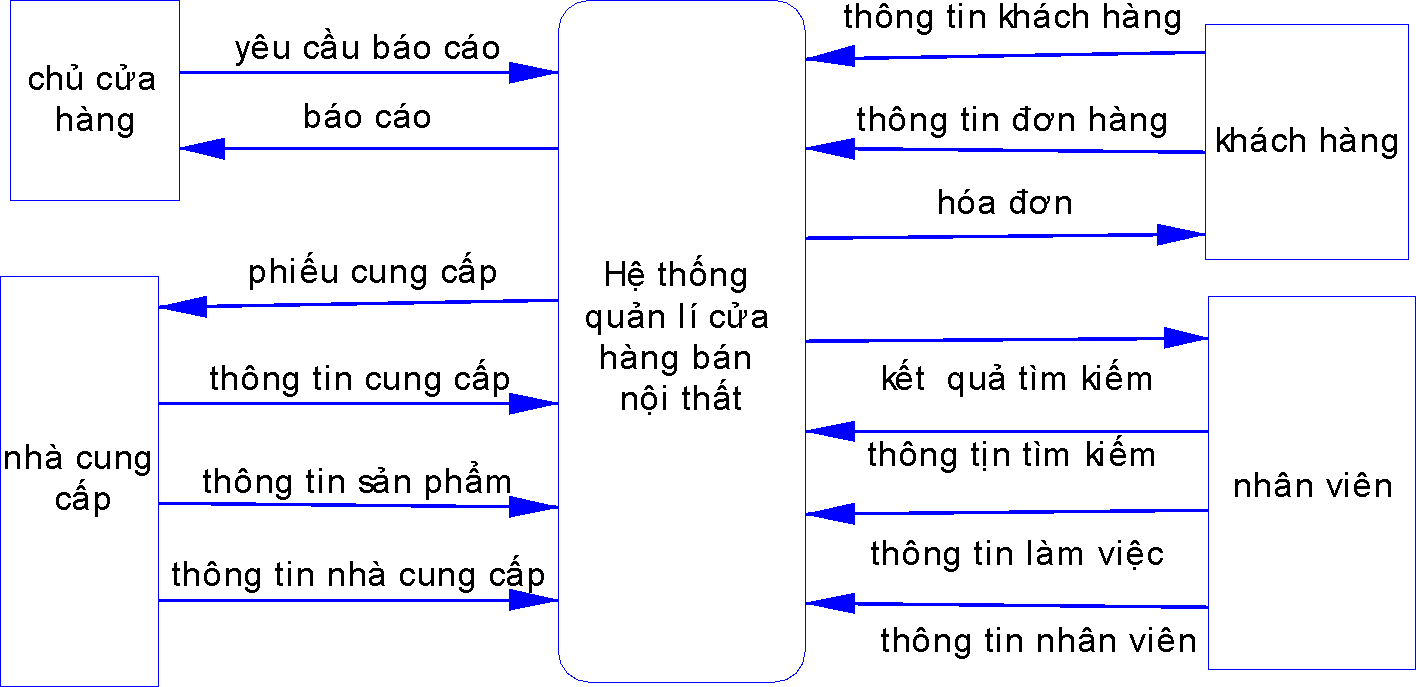 chủ cửa
hàng
yêu cầu báo cáo
báo cáo
nhà cung
cấp
phiếu cung cấp
thông tin cung cấp
thông tin sản phẩm
thông tin nhà cung cấp
Hệ thống
quản lí cửa
hàng bán
nội thất
thông tin khách hàng
thông tin đơn hàng
hóa đơn
khách hàng
kết quả tìm kiếm
thông tịn tìm kiếm
thông tin làm việc
thông tin nhân viên
nhân viên